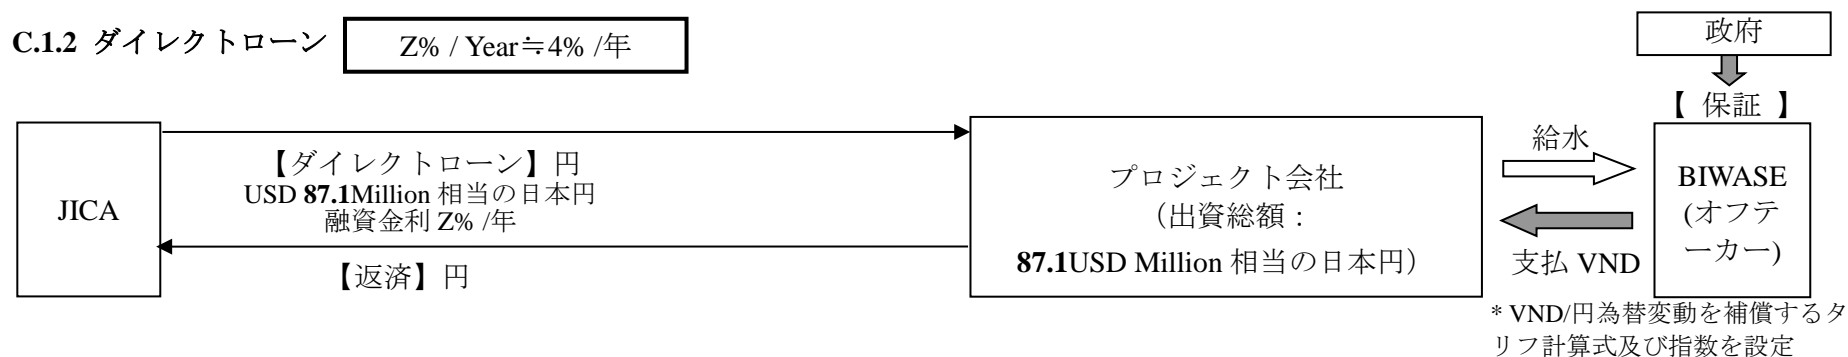 C.1.2 ダイレクトローン
Z% / Year≒4% /年
政府
【 保証 】
JICA
【ダイレクトローン】円
USD 87.1Million 相当の日本円
融資金利 Z% /年
【返済】円
プロジェクト会社
（出資総額：
87.1USD Million 相当の日本円）
給水
支払 VND
BIWASE
(オフテ
ーカー)
* VND/円為替変動を補償するタ
リフ計算式及び指数を設定